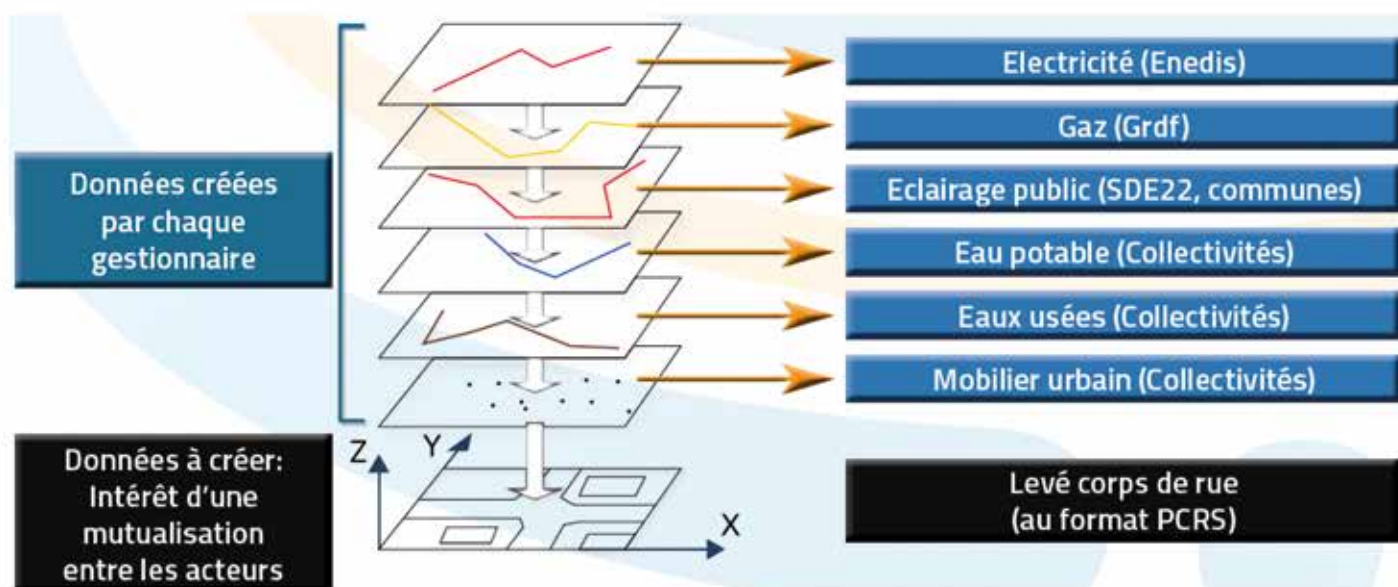 Electricité (Enedis)
Gaz (Grdf)
Données créées
par chaque
gestionnaire
Eclairage public (SDE22, communes)
Eau potable (Collectivités)
Eaux usées (Collectivités)
Mobilier urbain (Collectivités)
Z
Y
X
Données à créer:
Intérêt d'une
mutualisation
entre les acteurs
Levé corps de rue
(au format PCRS)